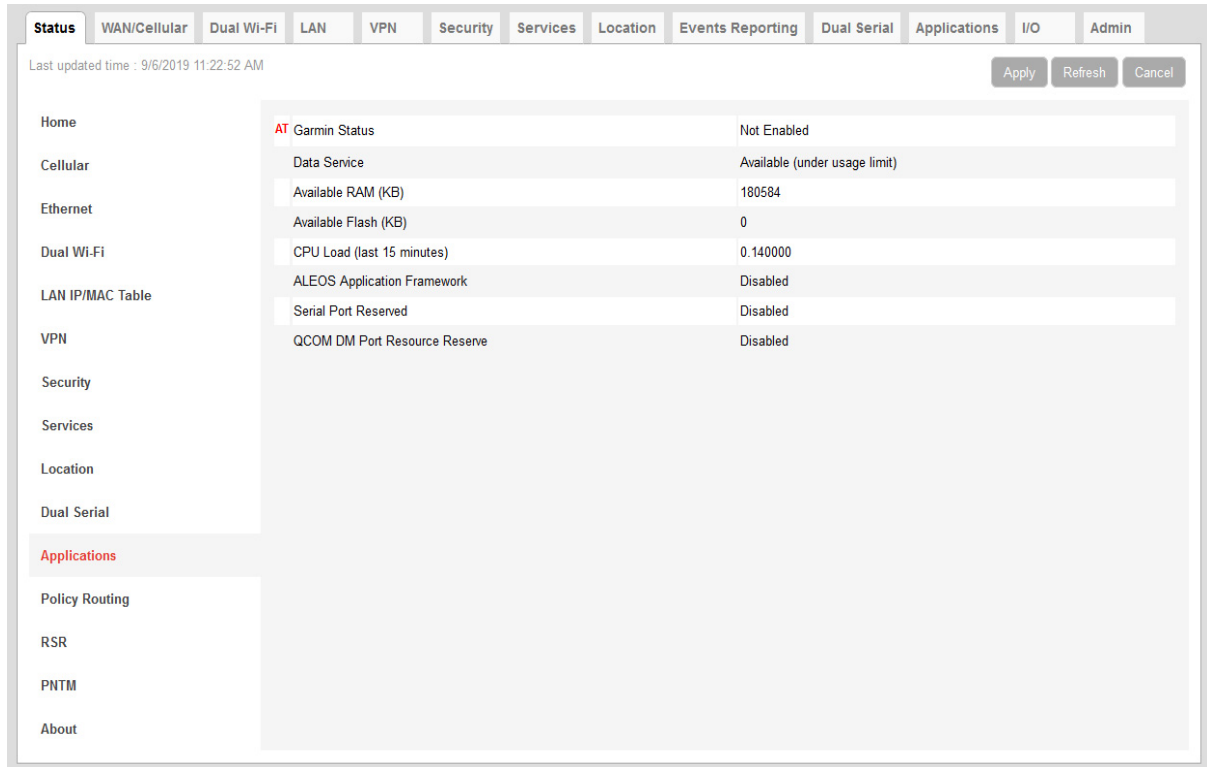 Status WAN/Cellular Dual Wi-Fi LAN VPN Security Services Location Events Reporting Dual Serial Applications I/O Admin
Last updated time : 9/6/2019 11:22:52 AM
Apply Refresh Cancel
Home
Cellular
Ethernet
Dual Wi-Fi
LAN IP/MAC Table
VPN
Security
Services
Location
Dual Serial
Applications
Policy Routing
RSR
PNTM
About
AT Garmin Status Not Enabled
Data Service Available (under usage limit)
Available RAM (KB) 180584
Available Flash (KB) 0
CPU Load (last 15 minutes) 0.140000
ALEOS Application Framework Disabled
Serial Port Reserved Disabled
QCOM DM Port Resource Reserve Disabled